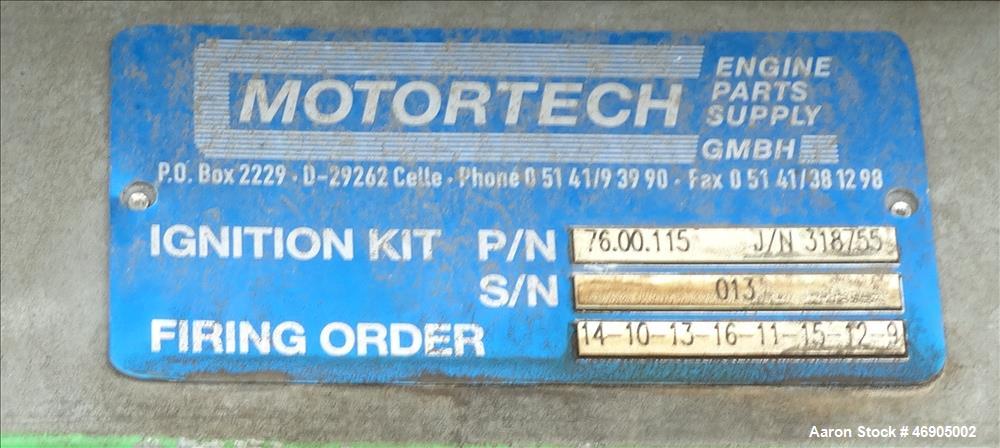 MOTORTECH
ENGINE
PARTS
SUPPLY
GMBH
P.O. Box 2229 · D-29262 Celle · Phone 0 51 41/9 39 90 · Fax 0 51 41/38 12 98
IGNITION KIT P/N 76.00.115 J/N 318755
S/N 013
FIRING ORDER 14-10-13-16-11-15-12-9
Aaron Stock # 46905002